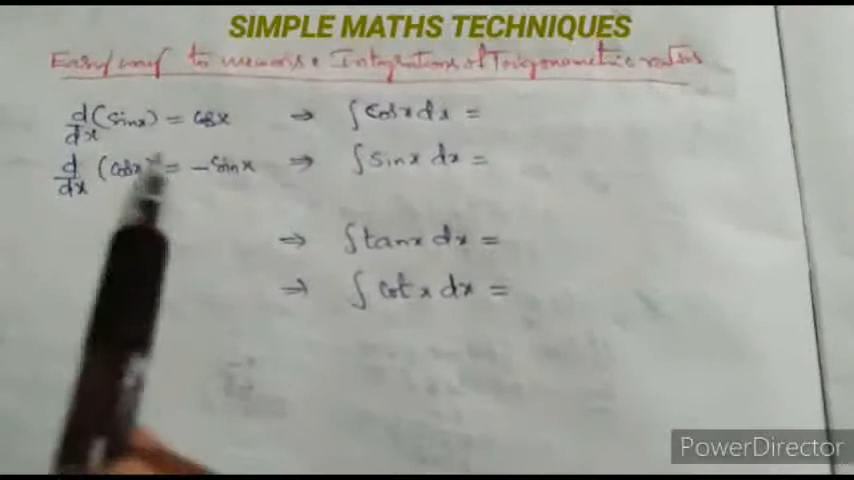 SIMPLE MATHS TECHNIQUES
Easy way to memorise Integrations of Trigonometric ratios
d/dx (sinx) = cosx ⇒ ∫cosx dx =
d/dx (cosx) = -sinx ⇒ ∫sinx dx =
⇒ ∫tanx dx =
⇒ ∫cotx dx =
PowerDirector